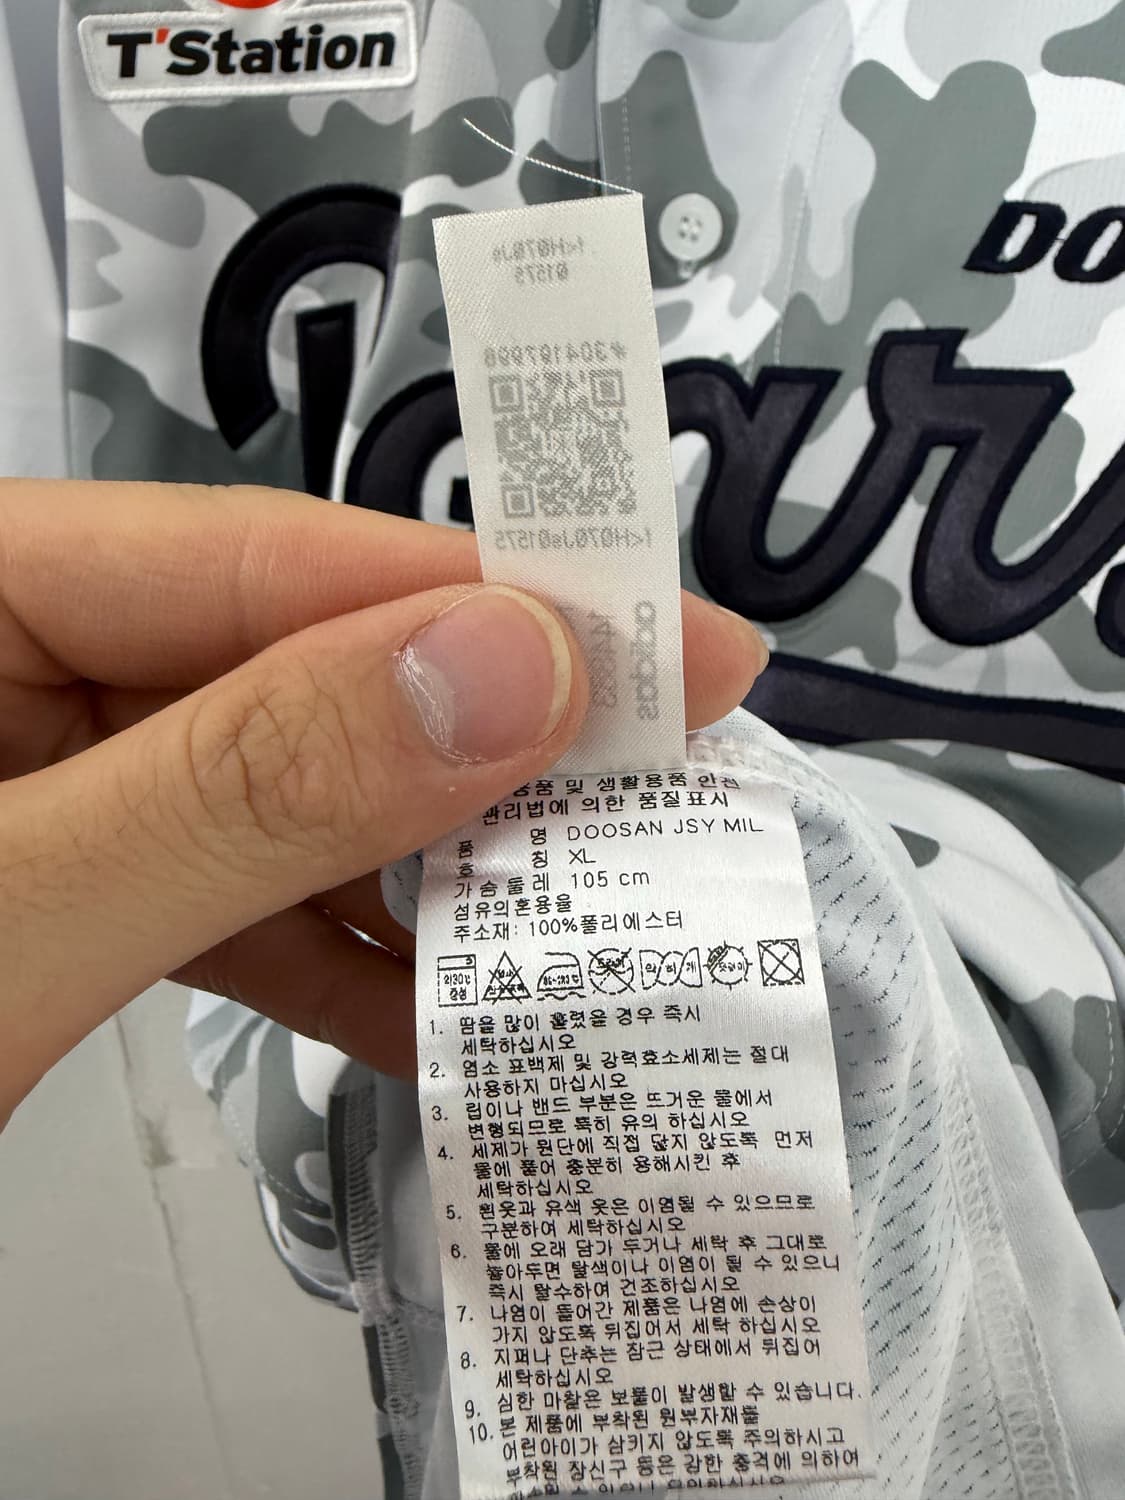 T'Station
DO
Bears
#304197998
adidas
품 및 생활용품 안전
관리법에 의한 품질표시
품 명 DOOSAN JSY MIL
호 칭 XL
가슴둘레 105 cm
섬유의혼용율
주소재: 100%폴리에스터
약 30℃
중성
드라이
1. 땀을 많이 흘렸을 경우 즉시
세탁하십시오
2. 염소 표백제 및 강력효소세제는 절대
사용하지 마십시오
3. 립이나 밴드 부분은 뜨거운 물에서
변형되므로 특히 유의 하십시오
4. 세제가 원단에 직접 닿지 않도록 먼저
물에 풀어 충분히 용해시킨 후
세탁하십시오
5. 흰옷과 유색 옷은 이염될 수 있으므로
구분하여 세탁하십시오
6. 물에 오래 담가 두거나 세탁 후 그대로
놓아두면 탈색이나 이염이 될 수 있으니
즉시 탈수하여 건조하십시오
7. 나염이 들어간 제품은 나염에 손상이
가지 않도록 뒤집어서 세탁 하십시오
8. 지퍼나 단추는 잠근 상태에서 뒤집어
세탁하십시오
9. 심한 마찰은 보풀이 발생할 수 있습니다.
10. 본 제품에 부착된 원부자재를
어린아이가 삼키지 않도록 주의하시고
부착된 장신구 등은 강한 충격에 의하여